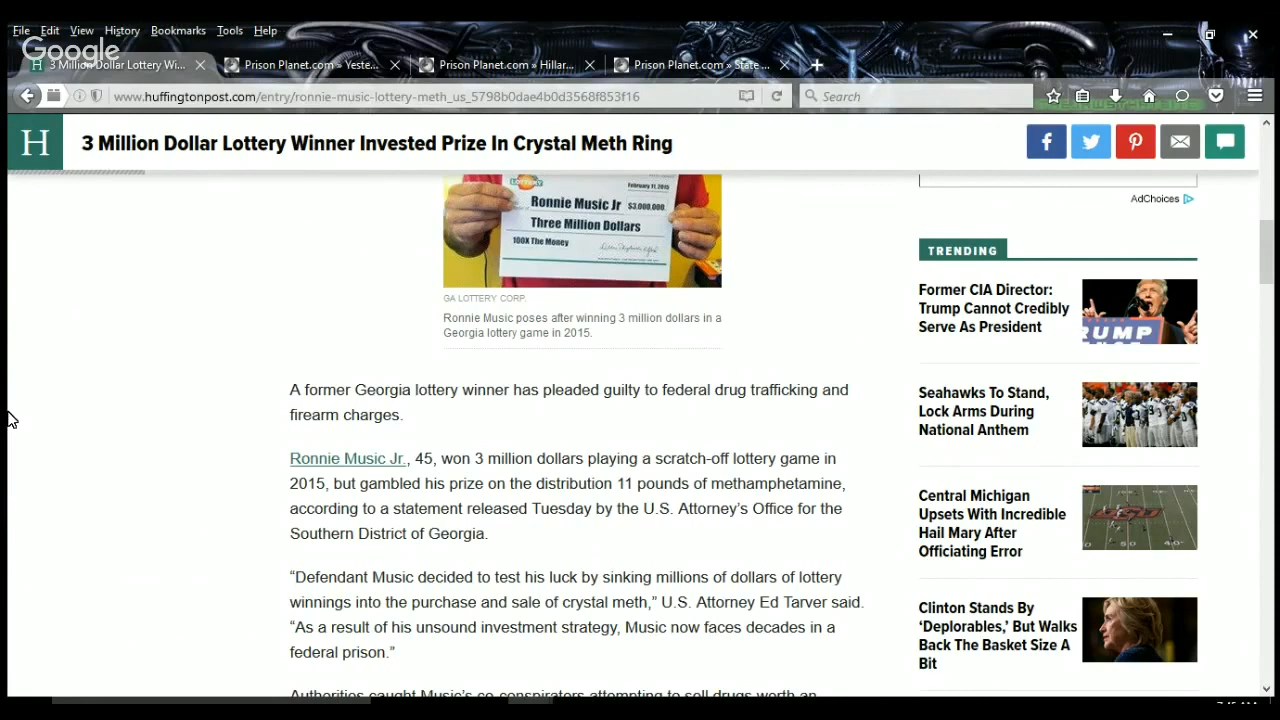 File Edit View History Bookmarks Tools Help
Google
3 Million Dollar Lottery Wi...
Prison Planet.com » Yeste...
Prison Planet.com » Hillar...
Prison Planet.com » State ...
www.huffingtonpost.com/entry/ronnie-music-lottery-meth_us_5798b0dae4b0d3568f853f16
Search
H
3 Million Dollar Lottery Winner Invested Prize In Crystal Meth Ring
LOTTERY
February 11, 2015
Ronnie Music Jr $3,000,000.
Three Million Dollars
100X The Money
GA LOTTERY CORP.
Ronnie Music poses after winning 3 million dollars in a
Georgia lottery game in 2015.
A former Georgia lottery winner has pleaded guilty to federal drug trafficking and
firearm charges.
Ronnie Music Jr., 45, won 3 million dollars playing a scratch-off lottery game in
2015, but gambled his prize on the distribution 11 pounds of methamphetamine,
according to a statement released Tuesday by the U.S. Attorney’s Office for the
Southern District of Georgia.
“Defendant Music decided to test his luck by sinking millions of dollars of lottery
winnings into the purchase and sale of crystal meth,” U.S. Attorney Ed Tarver said.
“As a result of his unsound investment strategy, Music now faces decades in a
federal prison.”
Authorities caught Music’s co-conspirators attempting to sell drugs worth an
AdChoices
TRENDING
Former CIA Director:
Trump Cannot Credibly
Serve As President
RUMP
Seahawks To Stand,
Lock Arms During
National Anthem
Central Michigan
Upsets With Incredible
Hail Mary After
Officiating Error
Clinton Stands By
‘Deplorables,’ But Walks
Back The Basket Size A
Bit